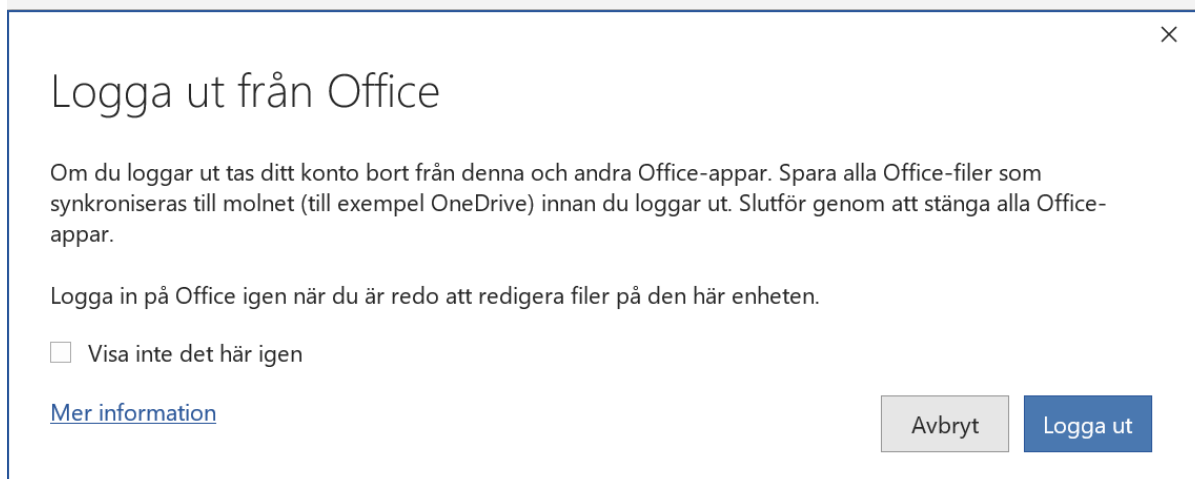 Logga ut från Office
Om du loggar ut tas ditt konto bort från denna och andra Office-appar. Spara alla Office-filer som
synkroniseras till molnet (till exempel OneDrive) innan du loggar ut. Slutför genom att stänga alla Office-
appar.
Logga in på Office igen när du är redo att redigera filer på den här enheten.
Visa inte det här igen
Mer information
Avbryt
Logga ut